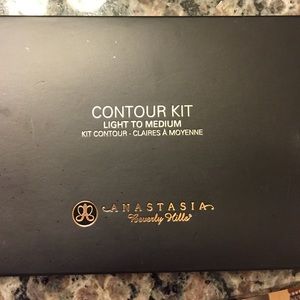 CONTOUR KIT
LIGHT TO MEDIUM
KIT CONTOUR - CLAIRES À MOYENNE
ANASTASIA
Beverly Hills®